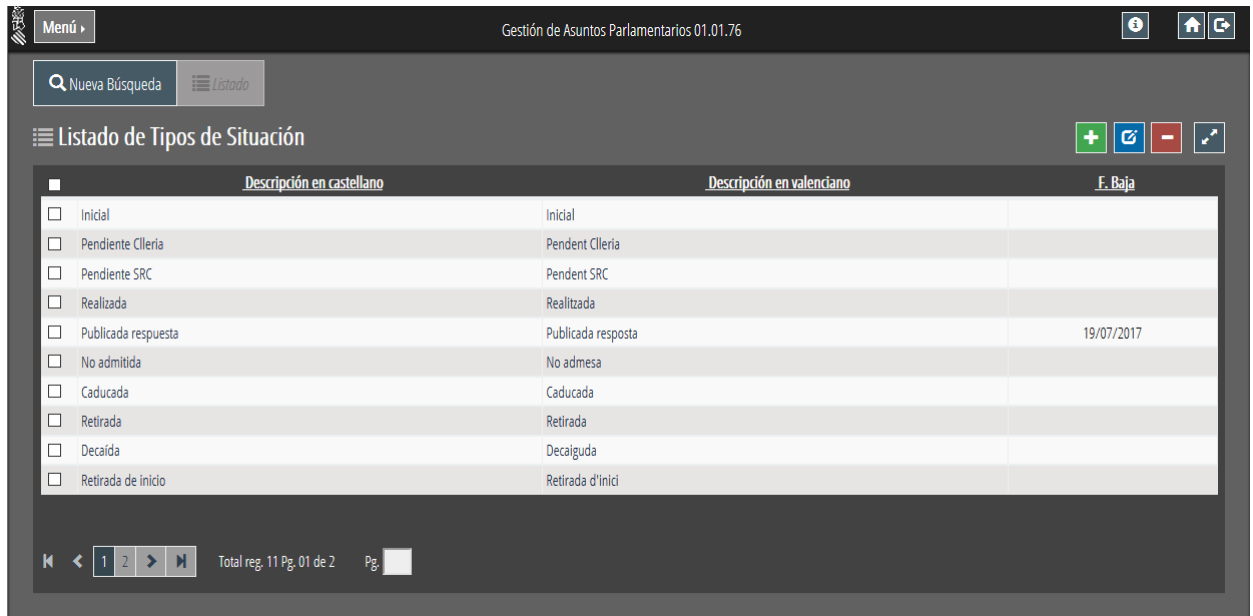 Menú
Gestión de Asuntos Parlamentarios 01.01.76
Nueva Búsqueda Listado
Listado de Tipos de Situación
Descripción en castellano Descripción en valenciano F. Baja
Inicial Inicial
Pendiente Clleria Pendent Clleria
Pendiente SRC Pendent SRC
Realizada Realitzada
Publicada respuesta Publicada resposta 19/07/2017
No admitida No admesa
Caducada Caducada
Retirada Retirada
Decaída Decaiguda
Retirada de inicio Retirada d'inici
1 2 Total reg. 11 Pg. 01 de 2 Pg.